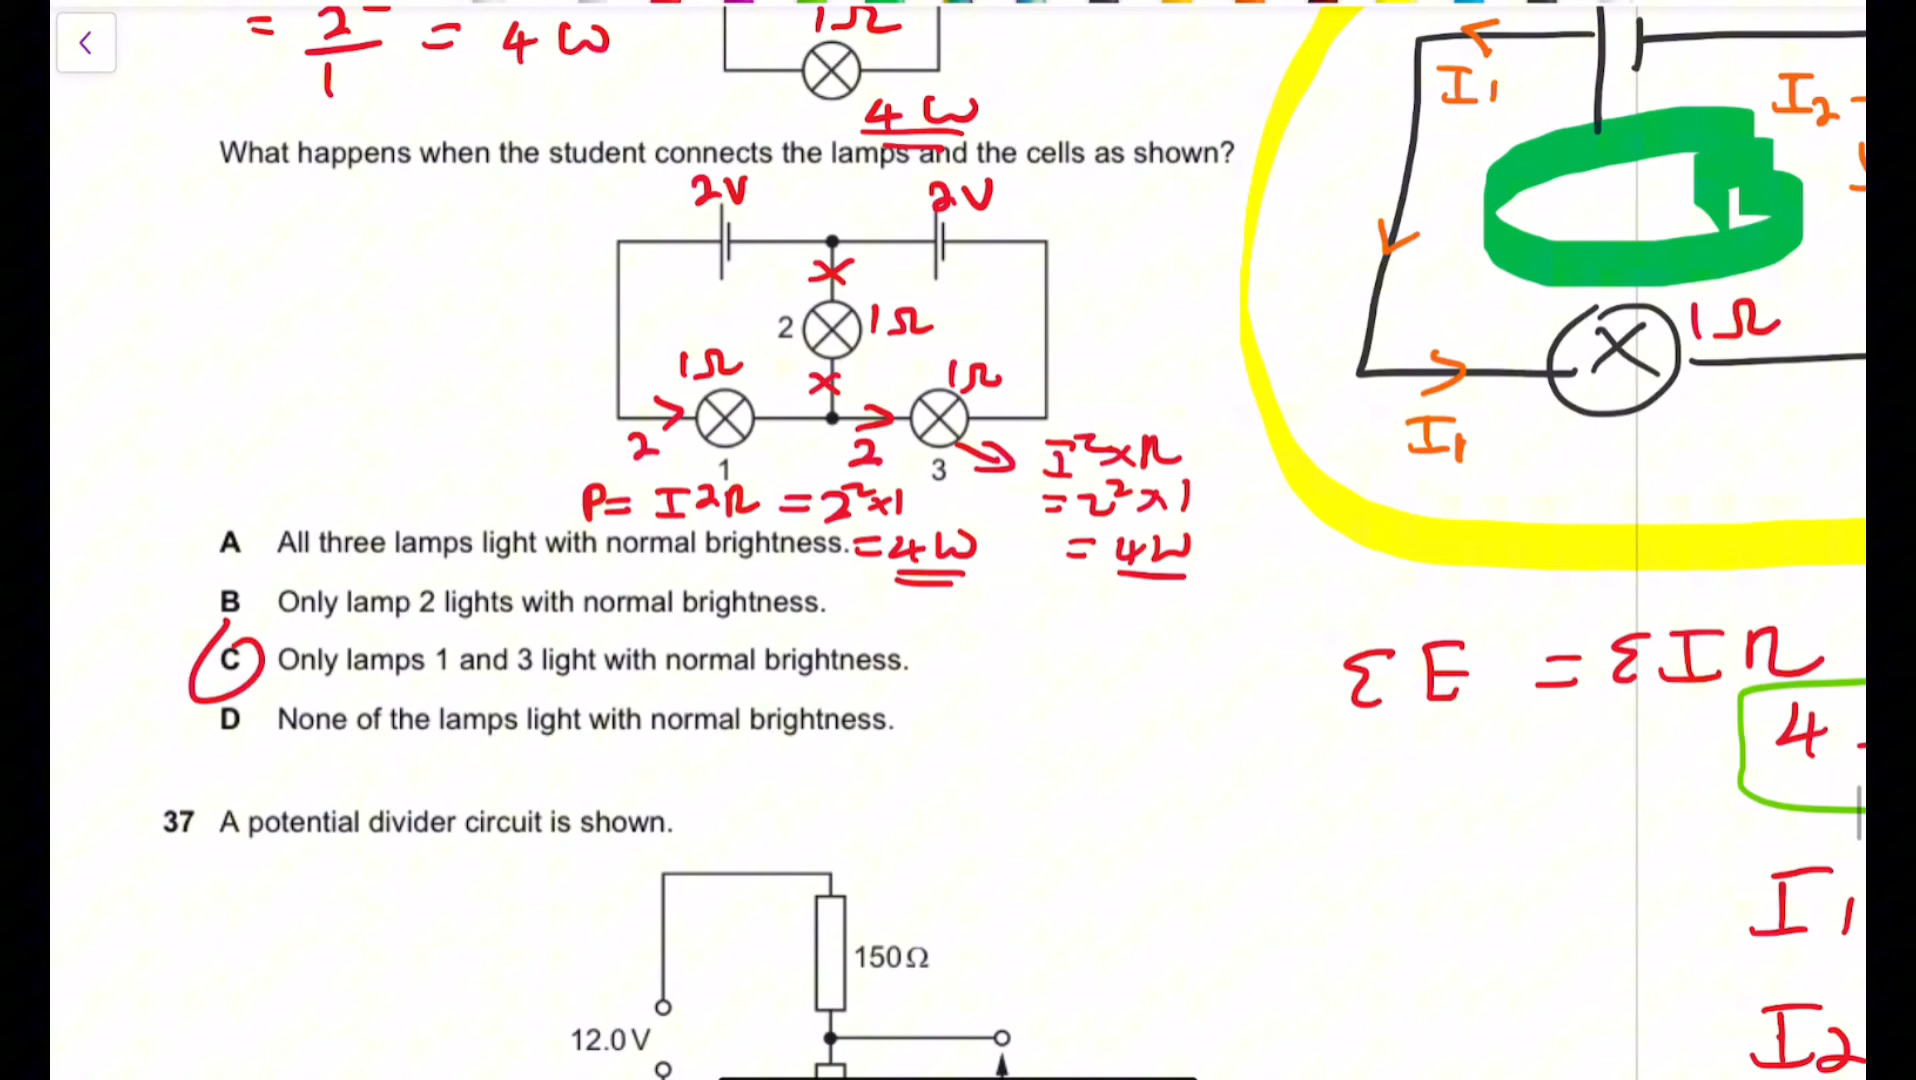 = 2² / 1 = 4 W
1Ω
4 W
What happens when the student connects the lamps and the cells as shown?
2V 2V
2 1Ω
1Ω 1Ω
2 2
1 3
I²×R
P= I2R = 2²×1
= 2²×1
A All three lamps light with normal brightness. = 4W
= 4W
B Only lamp 2 lights with normal brightness.
C Only lamps 1 and 3 light with normal brightness.
D None of the lamps light with normal brightness.
37 A potential divider circuit is shown.
150Ω
12.0V
I1
I2
L
1Ω
I1
ΣE = ΣIR
4
I1
I2